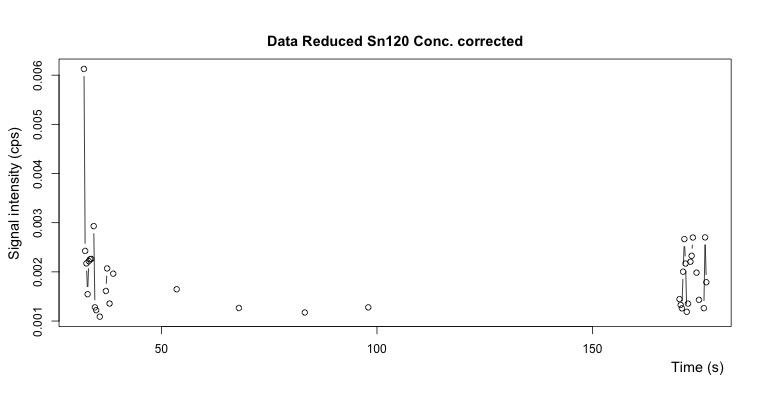 Data Reduced Sn120 Conc. corrected
Signal intensity (cps)
0.006
0.005
0.004
0.003
0.002
0.001
50 100 150
Time (s)